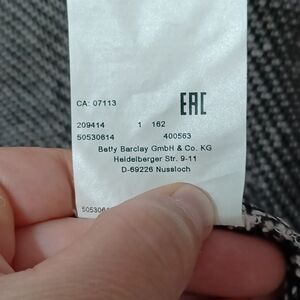 CA: 07113 EAC
209414 1 162
50530614 400563
Betty Barclay GmbH & Co. KG
Heidelberger Str. 9-11
D-69226 Nussloch